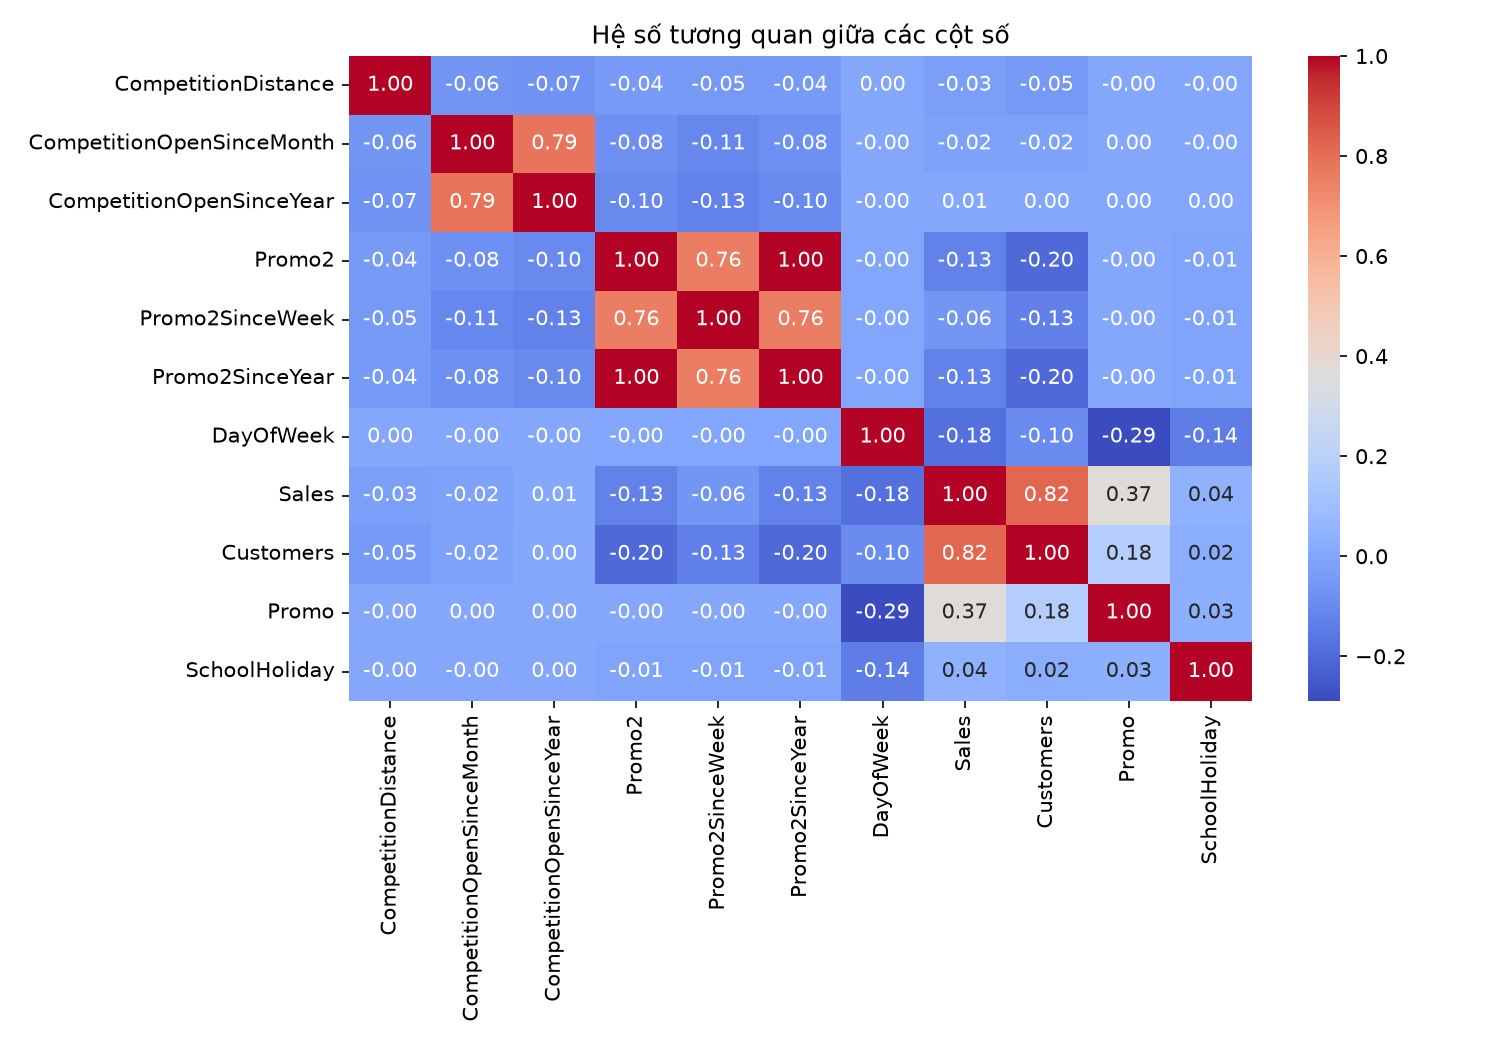 Hệ số tương quan giữa các cột số
CompetitionDistance 1.00 -0.06 -0.07 -0.04 -0.05 -0.04 0.00 -0.03 -0.05 -0.00 -0.00
CompetitionOpenSinceMonth -0.06 1.00 0.79 -0.08 -0.11 -0.08 -0.00 -0.02 -0.02 0.00 -0.00
CompetitionOpenSinceYear -0.07 0.79 1.00 -0.10 -0.13 -0.10 -0.00 0.01 0.00 0.00 0.00
Promo2 -0.04 -0.08 -0.10 1.00 0.76 1.00 -0.00 -0.13 -0.20 -0.00 -0.01
Promo2SinceWeek -0.05 -0.11 -0.13 0.76 1.00 0.76 -0.00 -0.06 -0.13 -0.00 -0.01
Promo2SinceYear -0.04 -0.08 -0.10 1.00 0.76 1.00 -0.00 -0.13 -0.20 -0.00 -0.01
DayOfWeek 0.00 -0.00 -0.00 -0.00 -0.00 -0.00 1.00 -0.18 -0.10 -0.29 -0.14
Sales -0.03 -0.02 0.01 -0.13 -0.06 -0.13 -0.18 1.00 0.82 0.37 0.04
Customers -0.05 -0.02 0.00 -0.20 -0.13 -0.20 -0.10 0.82 1.00 0.18 0.02
Promo -0.00 0.00 0.00 -0.00 -0.00 -0.00 -0.29 0.37 0.18 1.00 0.03
SchoolHoliday -0.00 -0.00 0.00 -0.01 -0.01 -0.01 -0.14 0.04 0.02 0.03 1.00
CompetitionDistance
CompetitionOpenSinceMonth
CompetitionOpenSinceYear
Promo2
Promo2SinceWeek
Promo2SinceYear
DayOfWeek
Sales
Customers
Promo
SchoolHoliday
1.0
0.8
0.6
0.4
0.2
0.0
−0.2